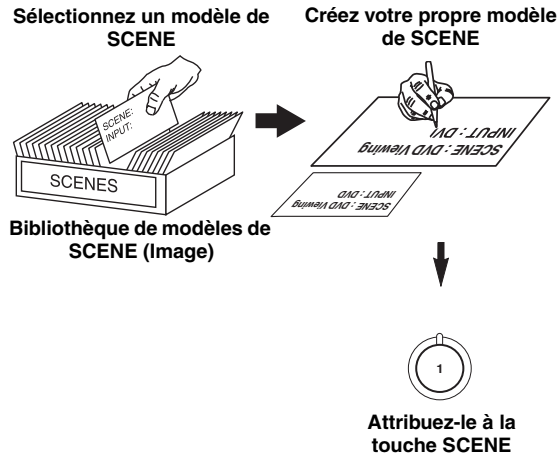 Sélectionnez un modèle de
SCENE
Créez votre propre modèle
de SCENE
SCENE:
INPUT:
SCENES
SCENE : DVD Viewing
INPUT : DV
SCENE : DVD Viewing
INPUT : DVD
Bibliothèque de modèles de
SCENE (Image)
1
Attribuez-le à la
touche SCENE